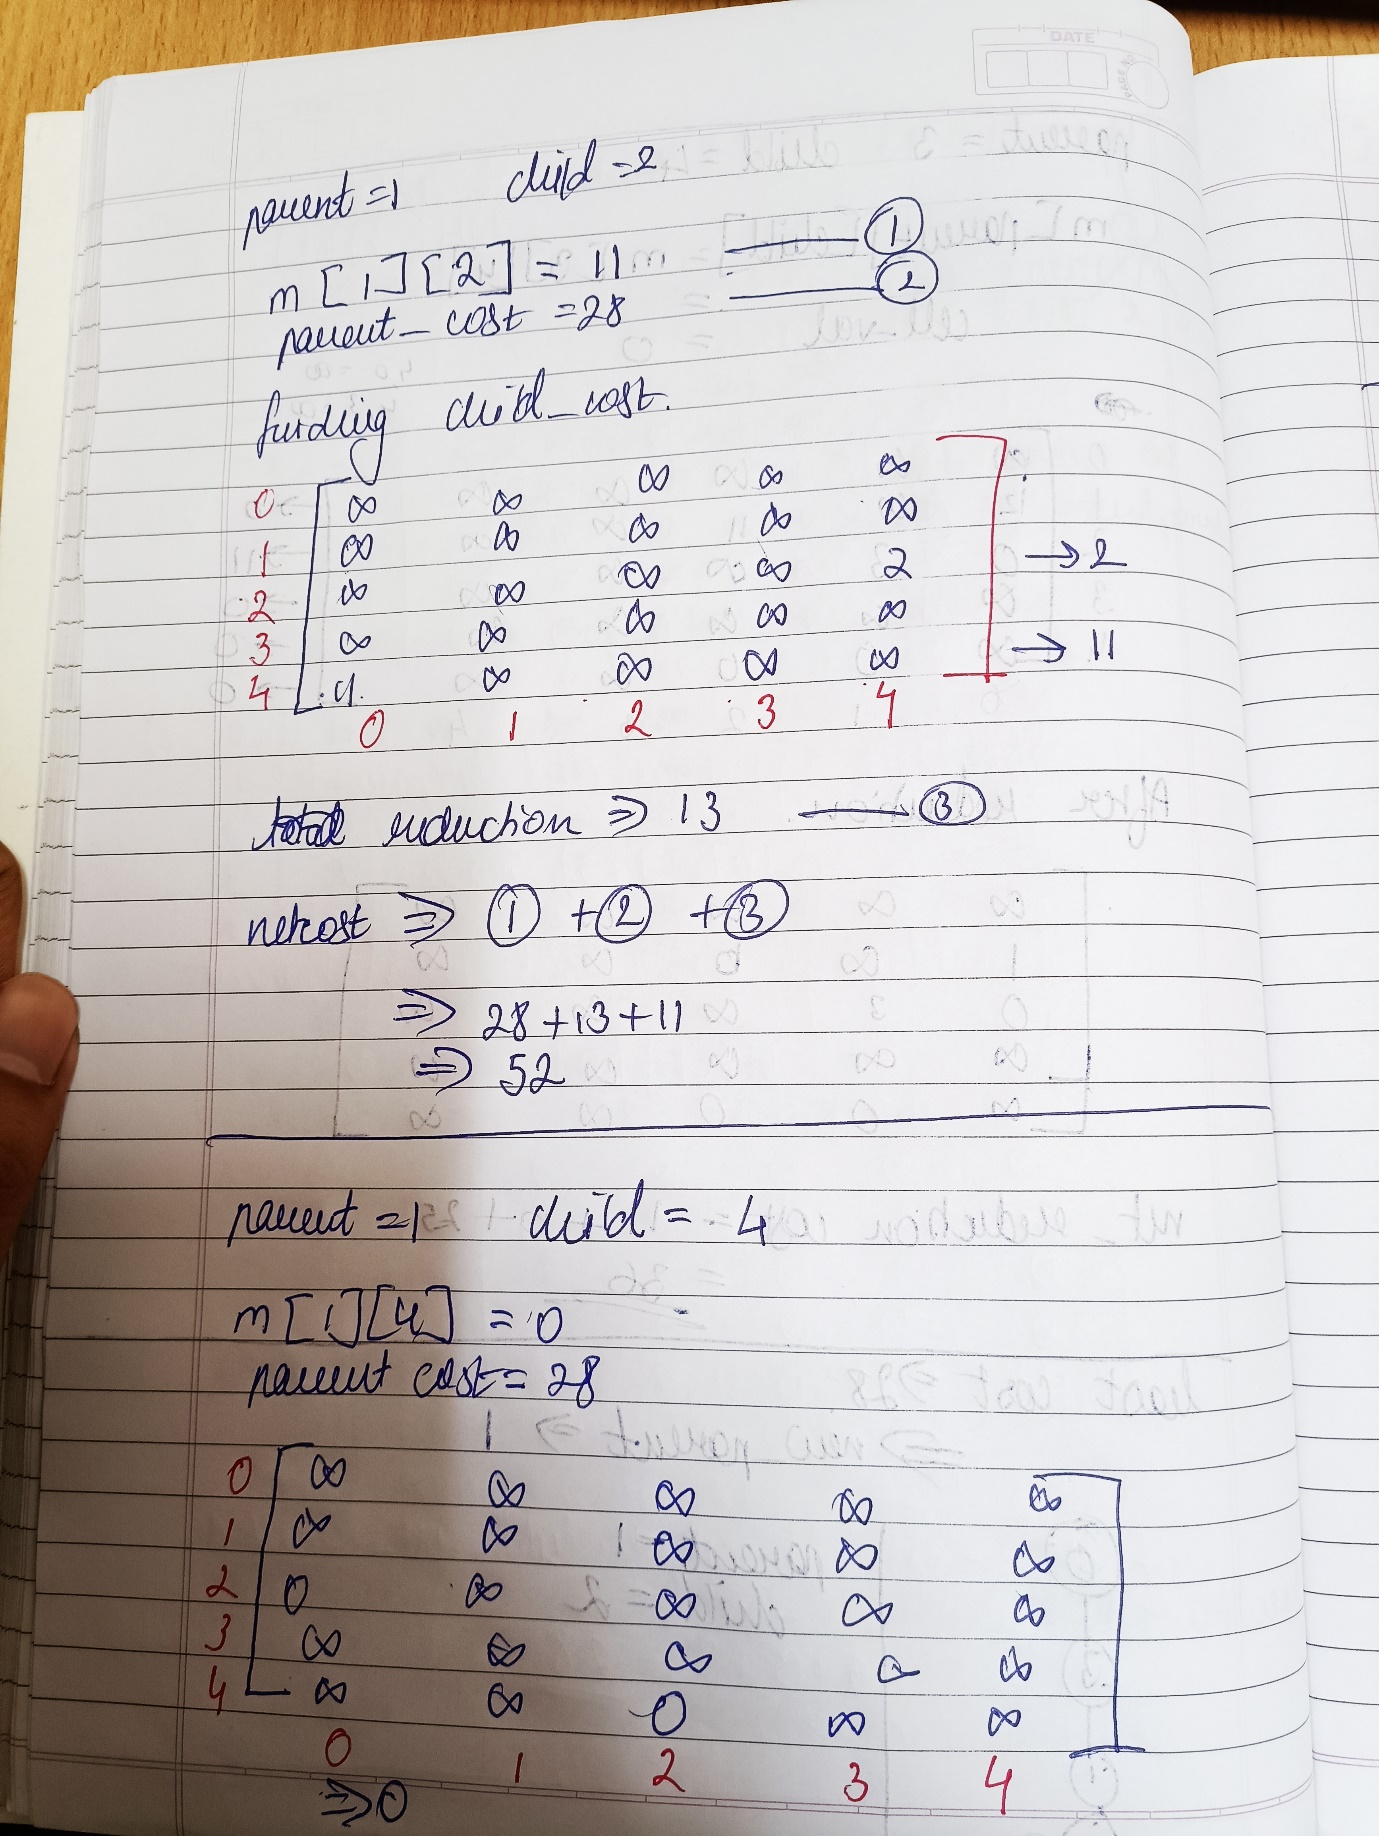 DATE
parent = 1 child = 2
m [ 1 ] [ 2 ] = 11 —— ①
parent_cost = 28 —— ②
finding child_cost.
0 ∞ ∞ ∞ ∞ ∞
1 ∞ ∞ ∞ ∞ ∞
2 ∞ ∞ ∞ ∞ 2 → 2
3 ∞ ∞ ∞ ∞ ∞
4 ∞ ∞ ∞ ∞ → 11
0 1 2 3 4
total reduction ⇒ 13 —— ③
netcost ⇒ ① + ② + ③
⇒ 28 + 13 + 11
⇒ 52
parent = 1 child = 4
m [ 1 ] [ 4 ] = 0
parent cost = 28
0 ∞ ∞ ∞ ∞ ∞
1 ∞ ∞ ∞ ∞ ∞
2 0 ∞ ∞ ∞ ∞
3 ∞ ∞ ∞ ∞ ∞
4 ∞ ∞ 0 ∞ ∞
0 1 2 3 4
⇒ 0